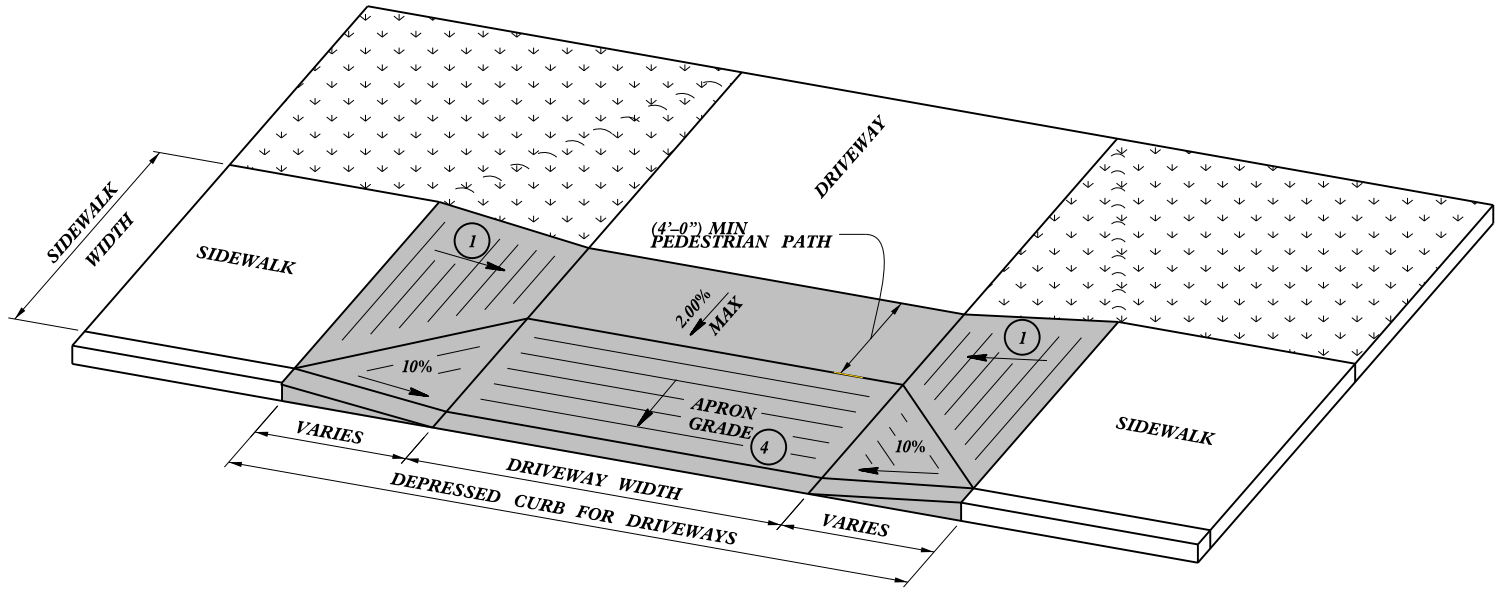 DRIVEWAY
SIDEWALK
WIDTH
(4'–0") MIN
PEDESTRIAN PATH
1
SIDEWALK
2.00%
MAX
1
10%
APRON
GRADE
4
10%
SIDEWALK
VARIES
DRIVEWAY WIDTH
VARIES
DEPRESSED CURB FOR DRIVEWAYS